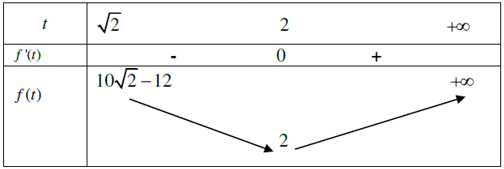 t √2 2 +∞
f'(t) - 0 +
10√2−12 +∞
f(t)
2